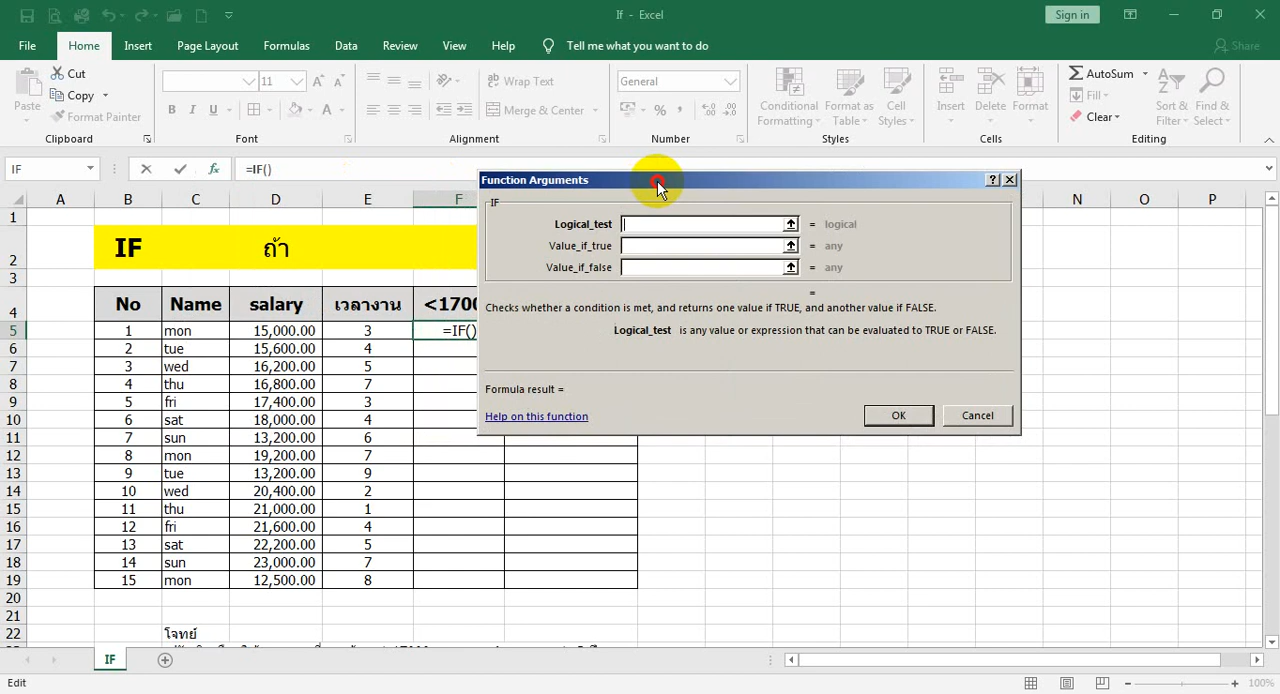 If - Excel
Sign in
File Home Insert Page Layout Formulas Data Review View Help Tell me what you want to do Share
Paste Cut Copy Format Painter
11
B I U A
Wrap Text
Merge & Center
General
% ,
Conditional Formatting Format as Table Cell Styles
Insert Delete Format
AutoSum Fill Clear
Sort & Filter Find & Select
Clipboard Font Alignment Number Styles Cells Editing
IF fx =IF()
A B C D E F N O P
1
2 IF ถ้า
3
4 No Name salary เวลางาน <1700
5 1 mon 15,000.00 3 =IF()
6 2 tue 15,600.00 4
7 3 wed 16,200.00 5
8 4 thu 16,800.00 7
9 5 fri 17,400.00 3
10 6 sat 18,000.00 4
11 7 sun 13,200.00 6
12 8 mon 19,200.00 7
13 9 tue 13,200.00 9
14 10 wed 20,400.00 2
15 11 thu 21,000.00 1
16 12 fri 21,600.00 4
17 13 sat 22,200.00 5
18 14 sun 23,000.00 7
19 15 mon 12,500.00 8
20
21
22 โจทย์
Function Arguments ?
IF
Logical_test = logical
Value_if_true = any
Value_if_false = any
=
Checks whether a condition is met, and returns one value if TRUE, and another value if FALSE.
Logical_test is any value or expression that can be evaluated to TRUE or FALSE.
Formula result =
Help on this function
OK Cancel
IF
Edit 100%